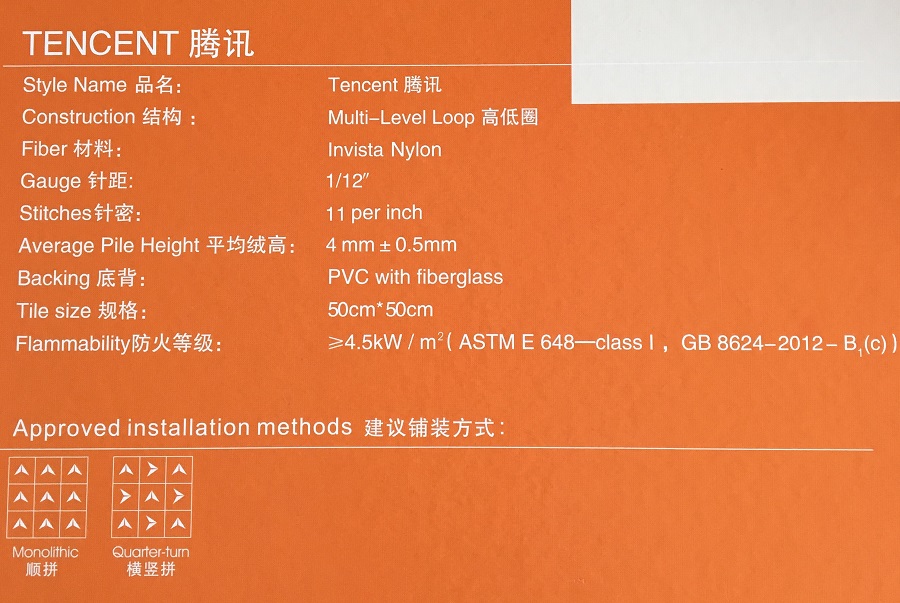 TENCENT 腾讯
Style Name 品名: Tencent 腾讯
Construction 结构 : Multi-Level Loop 高低圈
Fiber 材料: Invista Nylon
Gauge 针距: 1/12″
Stitches针密: 11 per inch
Average Pile Height 平均绒高: 4 mm ± 0.5mm
Backing 底背: PVC with fiberglass
Tile size 规格: 50cm*50cm
Flammability防火等级: ≥4.5kW / m²( ASTM E 648—class I , GB 8624-2012- B₁(c) )
Approved installation methods 建议铺装方式:
Monolithic Quarter-turn
顺拼 横竖拼